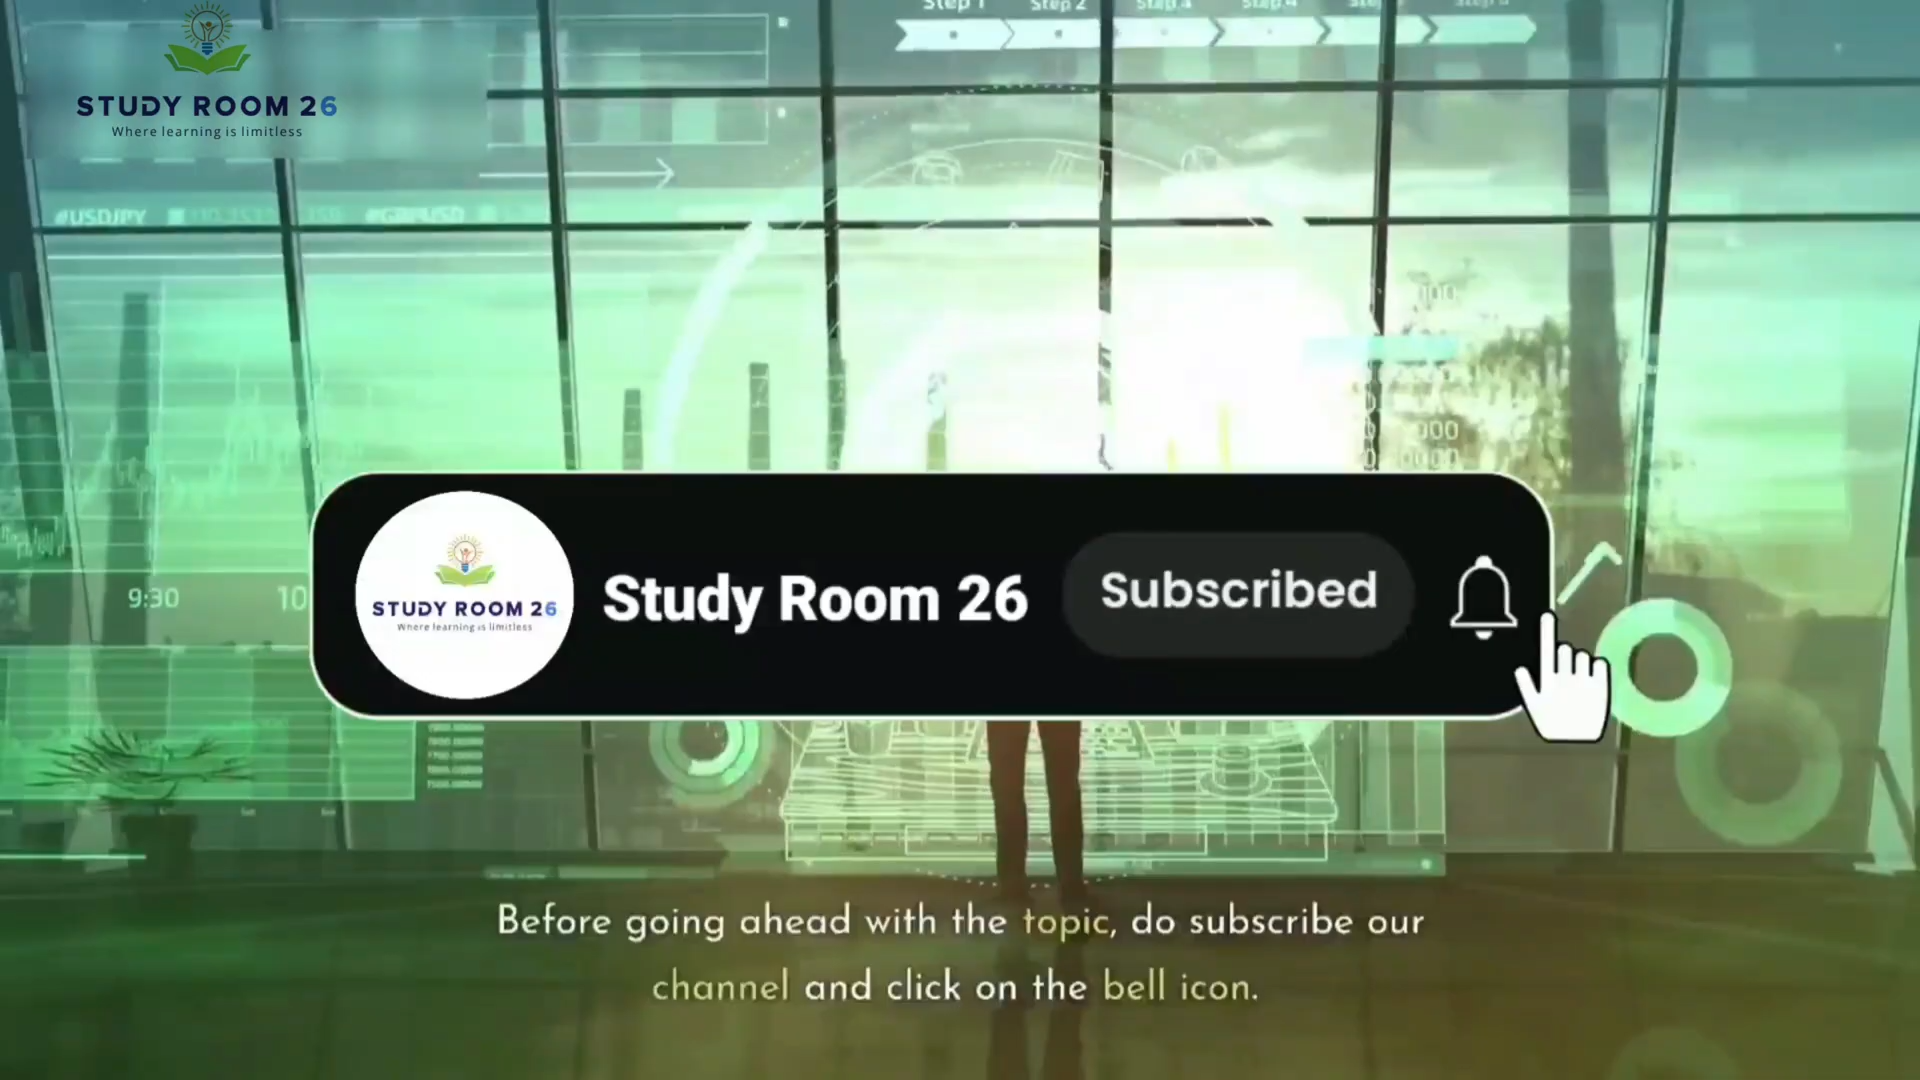 Step 1
Step 2
STUDY ROOM 26
Where learning is limitless
#USDJPY
9:30
10
STUDY ROOM 26
Where learning is limitless
Study Room 26
Subscribed
Before going ahead with the topic, do subscribe our
channel and click on the bell icon.